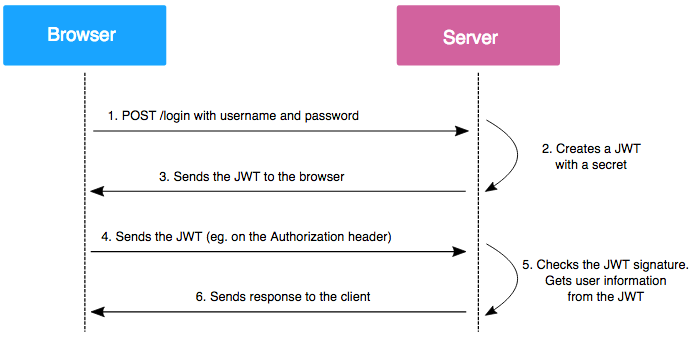 Browser
Server
1. POST /login with username and password
2. Creates a JWT
with a secret
3. Sends the JWT to the browser
4. Sends the JWT (eg. on the Authorization header)
5. Checks the JWT signature.
Gets user information
from the JWT
6. Sends response to the client